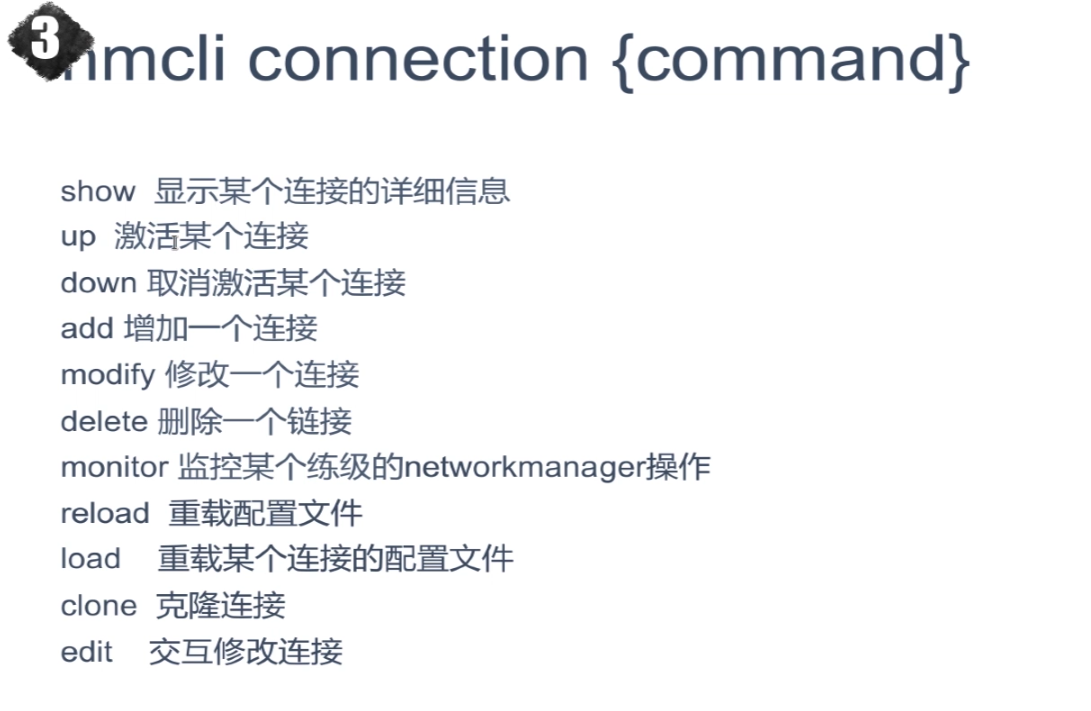 3
nmcli connection {command}
show 显示某个连接的详细信息
up 激活某个连接
down 取消激活某个连接
add 增加一个连接
modify 修改一个连接
delete 删除一个链接
monitor 监控某个练级的networkmanager操作
reload 重载配置文件
load 重载某个连接的配置文件
clone 克隆连接
edit 交互修改连接